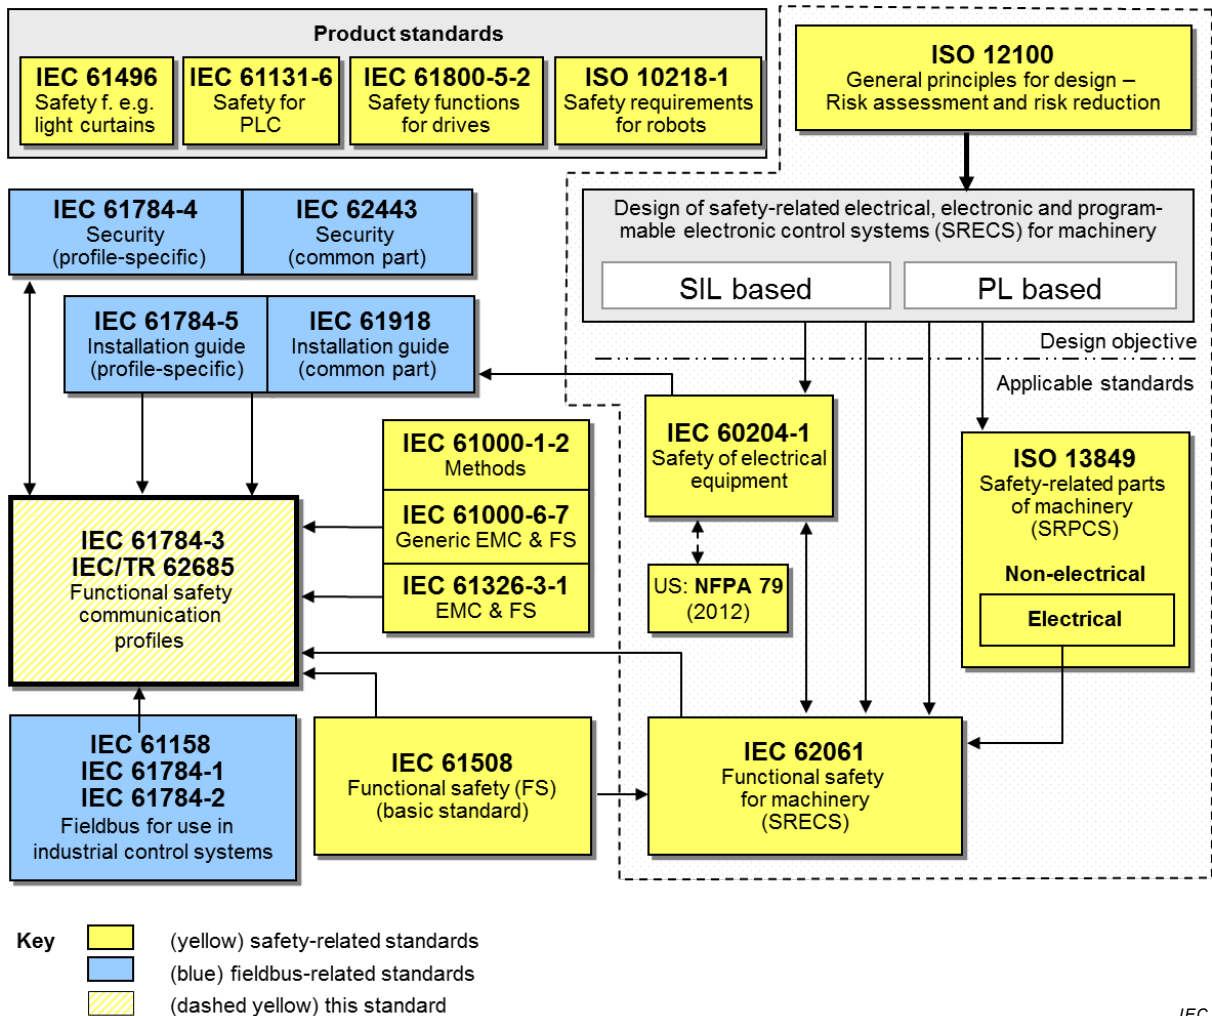 Product standards
IEC 61496
Safety f. e.g.
light curtains
IEC 61131-6
Safety for
PLC
IEC 61800-5-2
Safety functions
for drives
ISO 10218-1
Safety requirements
for robots
ISO 12100
General principles for design –
Risk assessment and risk reduction
IEC 61784-4
Security
(profile-specific)
IEC 62443
Security
(common part)
Design of safety-related electrical, electronic and program-
mable electronic control systems (SRECS) for machinery
SIL based
PL based
IEC 61784-5
Installation guide
(profile-specific)
IEC 61918
Installation guide
(common part)
Design objective
Applicable standards
IEC 61000-1-2
Methods
IEC 61000-6-7
Generic EMC & FS
IEC 61326-3-1
EMC & FS
IEC 60204-1
Safety of electrical
equipment
US: NFPA 79
(2012)
ISO 13849
Safety-related parts
of machinery
(SRPCS)
Non-electrical
Electrical
IEC 61784-3
IEC/TR 62685
Functional safety
communication
profiles
IEC 61158
IEC 61784-1
IEC 61784-2
Fieldbus for use in
industrial control systems
IEC 61508
Functional safety (FS)
(basic standard)
IEC 62061
Functional safety
for machinery
(SRECS)
Key
(yellow) safety-related standards
(blue) fieldbus-related standards
(dashed yellow) this standard
IEC